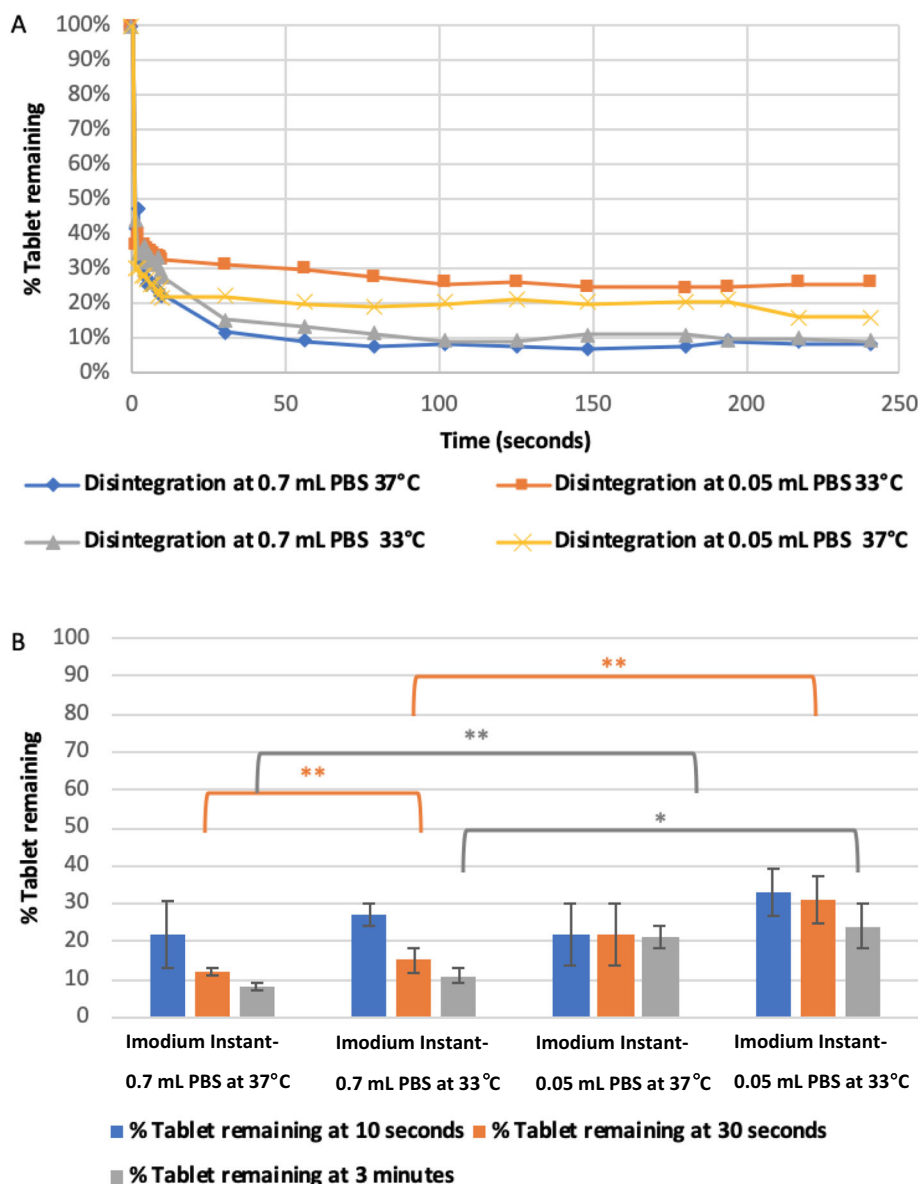 A
% Tablet remaining
100%
90%
80%
70%
60%
50%
40%
30%
20%
10%
0%
0 50 100 150 200 250
Time (seconds)
Disintegration at 0.7 mL PBS 37°C Disintegration at 0.05 mL PBS 33°C
Disintegration at 0.7 mL PBS 33°C Disintegration at 0.05 mL PBS 37°C
B
% Tablet remaining
100
90
80
70
60
50
40
30
20
10
0
**
**
**
*
Imodium Instant- Imodium Instant- Imodium Instant- Imodium Instant-
0.7 mL PBS at 37°C 0.7 mL PBS at 33°C 0.05 mL PBS at 37°C 0.05 mL PBS at 33°C
% Tablet remaining at 10 seconds % Tablet remaining at 30 seconds
% Tablet remaining at 3 minutes